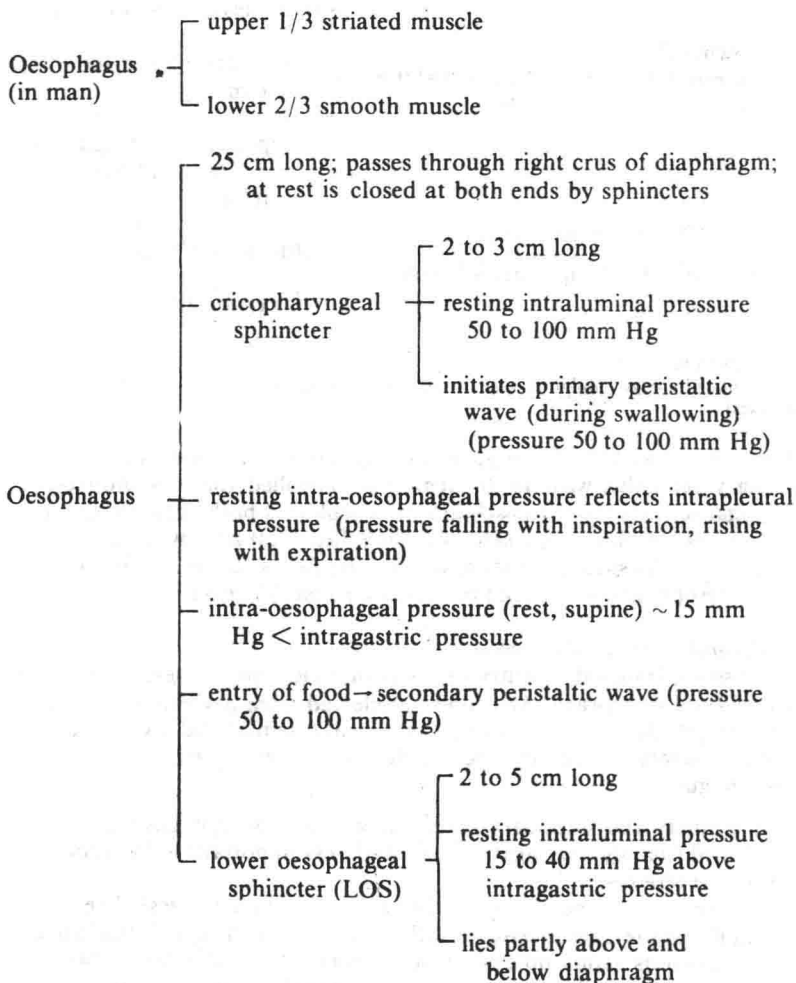 upper 1/3 striated muscle
Oesophagus
(in man)
lower 2/3 smooth muscle
25 cm long; passes through right crus of diaphragm;
at rest is closed at both ends by sphincters
2 to 3 cm long
cricopharyngeal
sphincter
resting intraluminal pressure
50 to 100 mm Hg
initiates primary peristaltic
wave (during swallowing)
(pressure 50 to 100 mm Hg)
Oesophagus
resting intra-oesophageal pressure reflects intrapleural
pressure (pressure falling with inspiration, rising
with expiration)
intra-oesophageal pressure (rest, supine) ~15 mm
Hg < intragastric pressure
entry of food→secondary peristaltic wave (pressure
50 to 100 mm Hg)
2 to 5 cm long
lower oesophageal
sphincter (LOS)
resting intraluminal pressure
15 to 40 mm Hg above
intragastric pressure
lies partly above and
below diaphragm